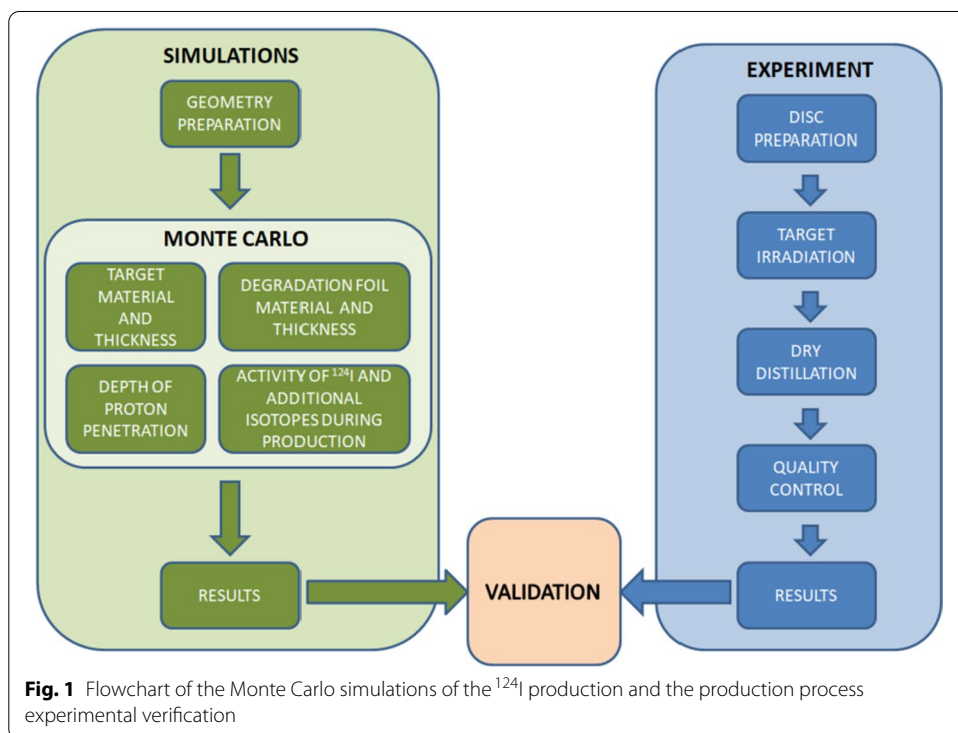 SIMULATIONS
GEOMETRY
PREPARATION
MONTE CARLO
TARGET
MATERIAL
AND
THICKNESS
DEGRADATION FOIL
MATERIAL AND
THICKNESS
DEPTH OF
PROTON
PENETRATION
ACTIVITY OF ¹²⁴I AND
ADDITIONAL
ISOTOPES DURING
PRODUCTION
RESULTS
VALIDATION
EXPERIMENT
DISC
PREPARATION
TARGET
IRRADIATION
DRY
DISTILLATION
QUALITY
CONTROL
RESULTS
Fig. 1 Flowchart of the Monte Carlo simulations of the ¹²⁴I production and the production process
experimental verification